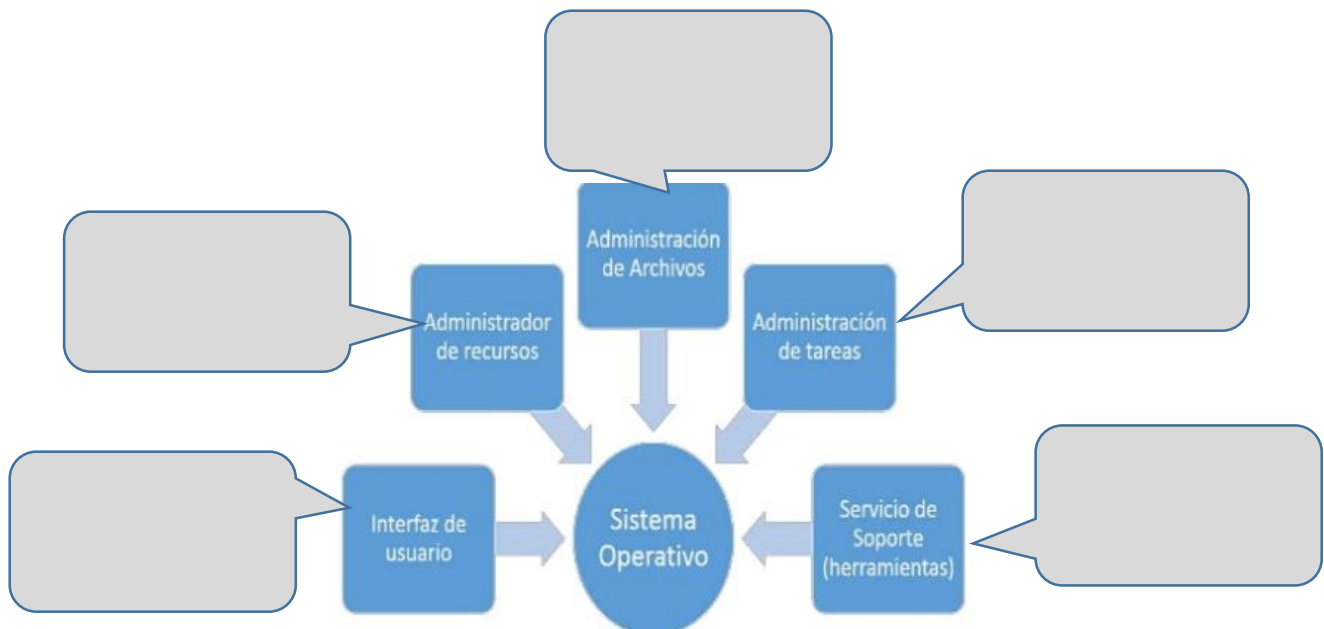 Administración
de Archivos
Administrador
de recursos
Administración
de tareas
Interfaz de
usuario
Sistema
Operativo
Servicio de
Soporte
(herramientas)